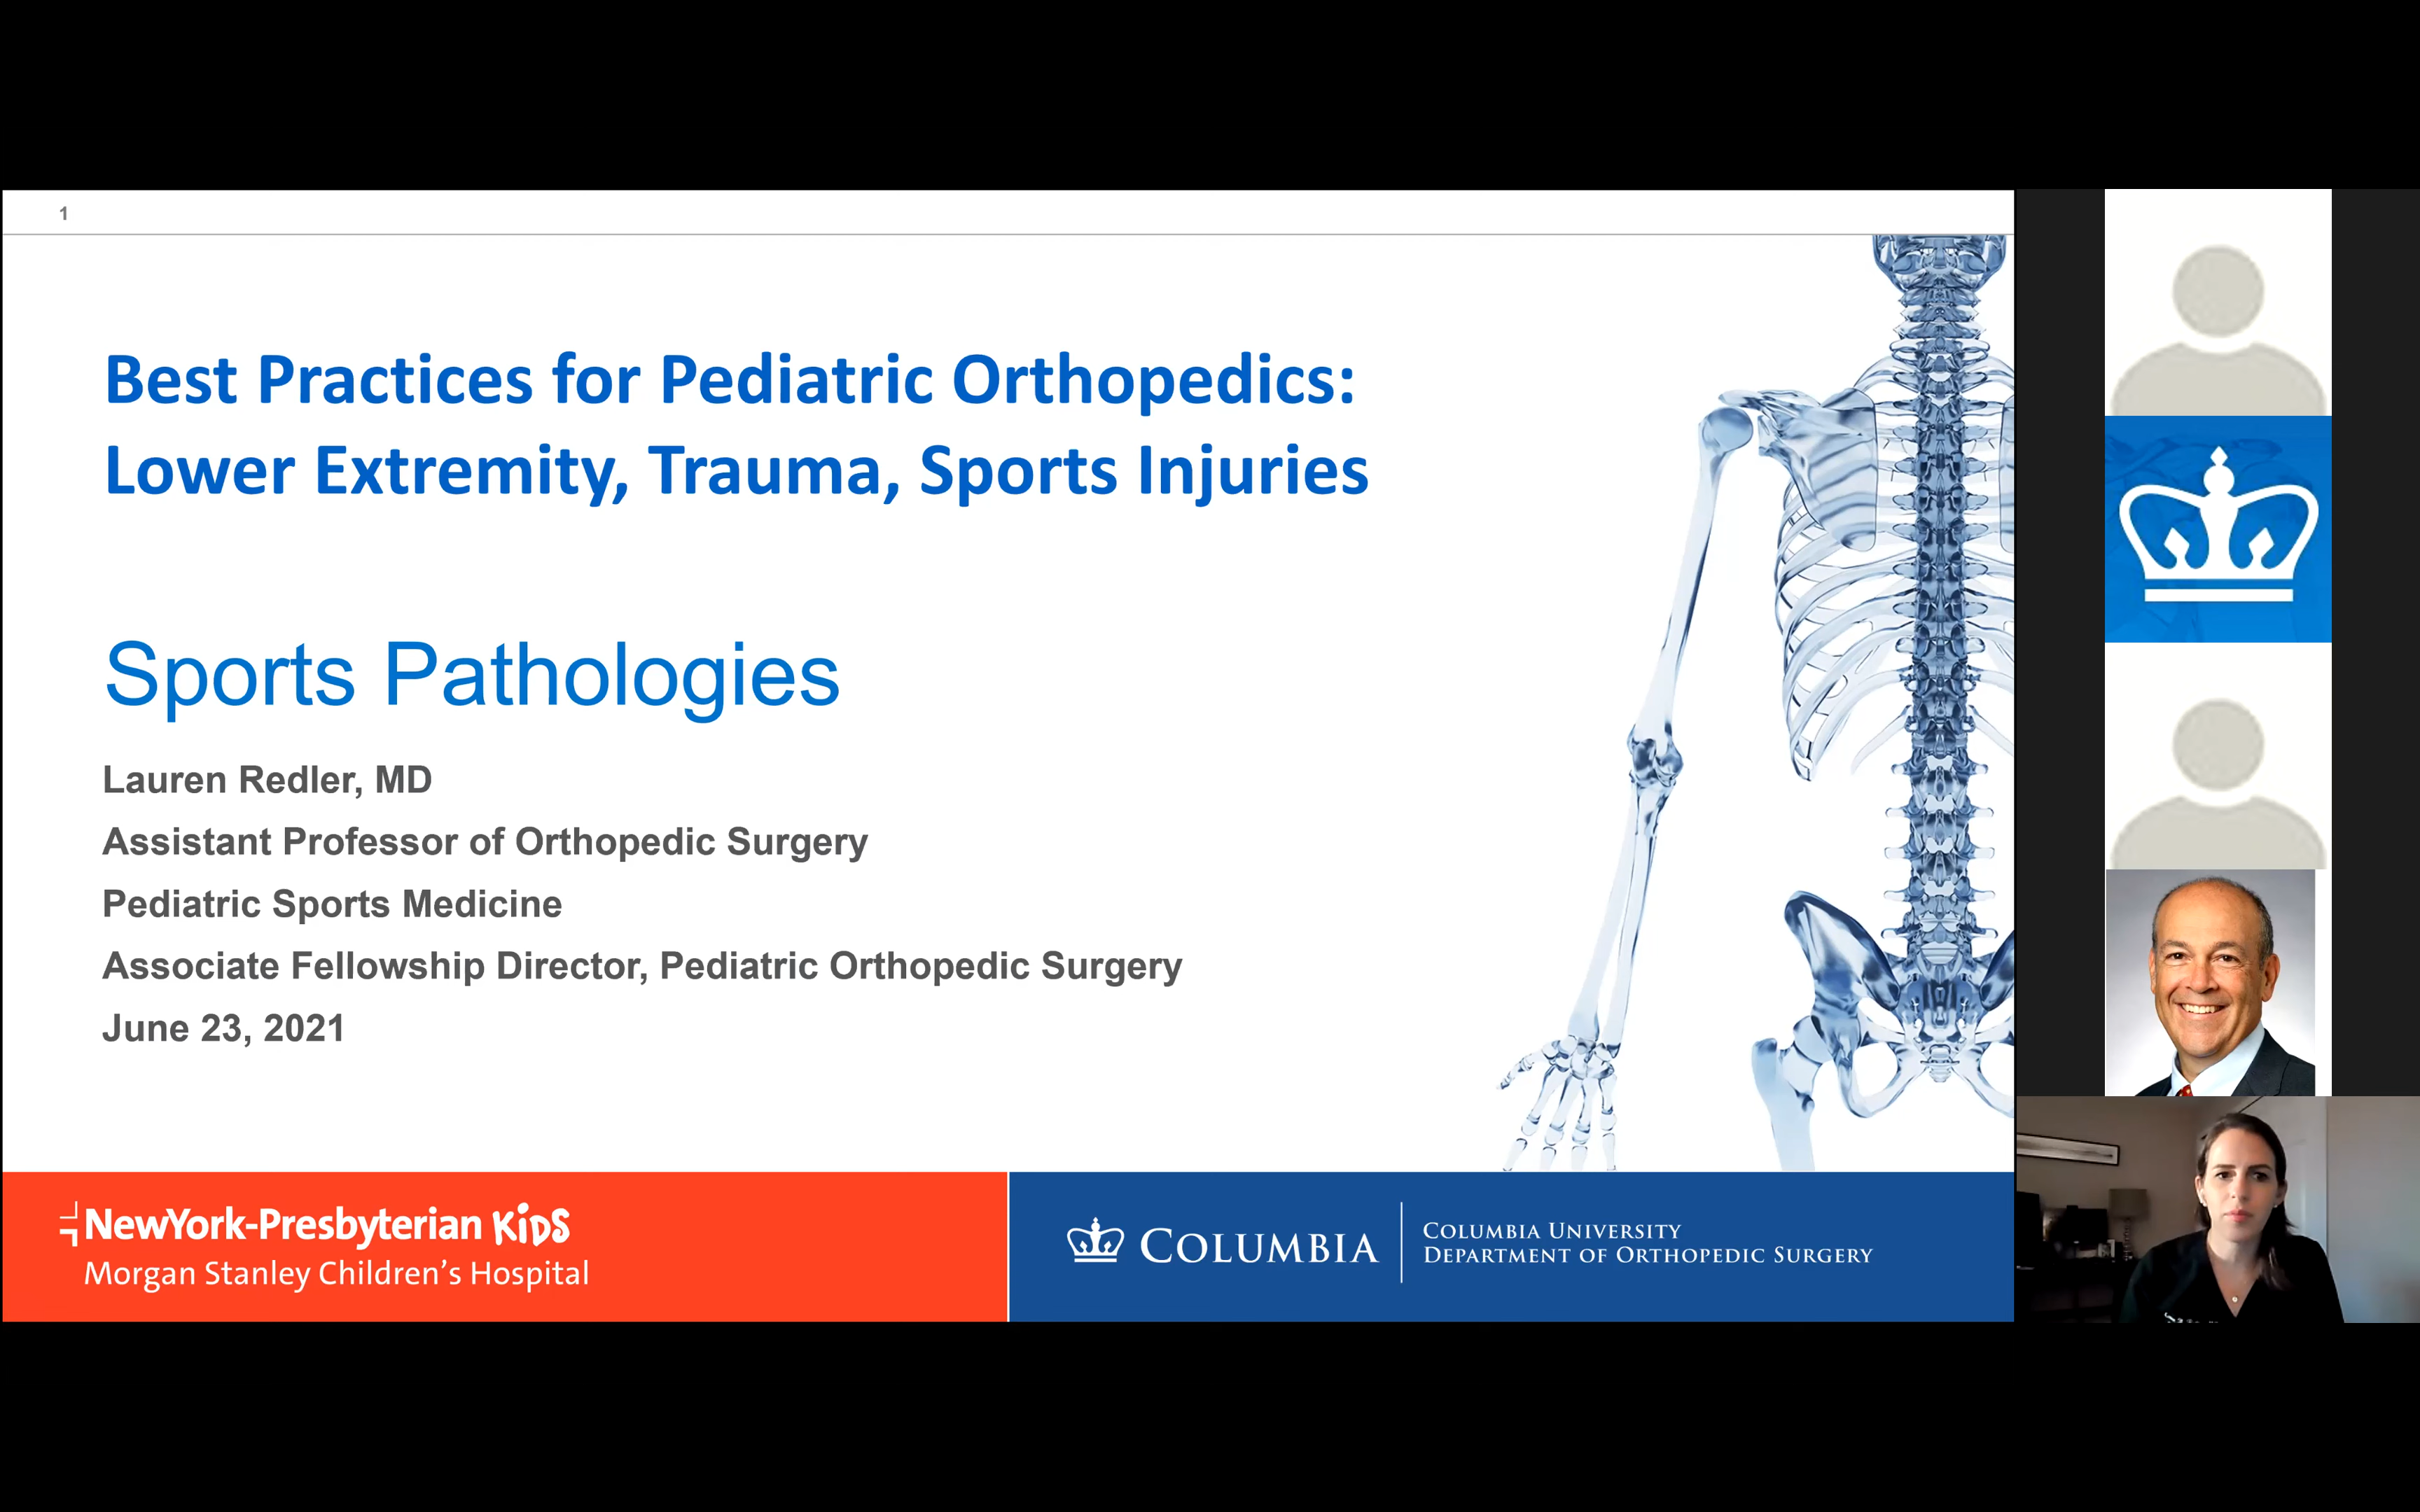 1
Best Practices for Pediatric Orthopedics:
Lower Extremity, Trauma, Sports Injuries
Sports Pathologies
Lauren Redler, MD
Assistant Professor of Orthopedic Surgery
Pediatric Sports Medicine
Associate Fellowship Director, Pediatric Orthopedic Surgery
June 23, 2021
NewYork-Presbyterian KiDS
Morgan Stanley Children's Hospital
COLUMBIA
COLUMBIA UNIVERSITY
DEPARTMENT OF ORTHOPEDIC SURGERY